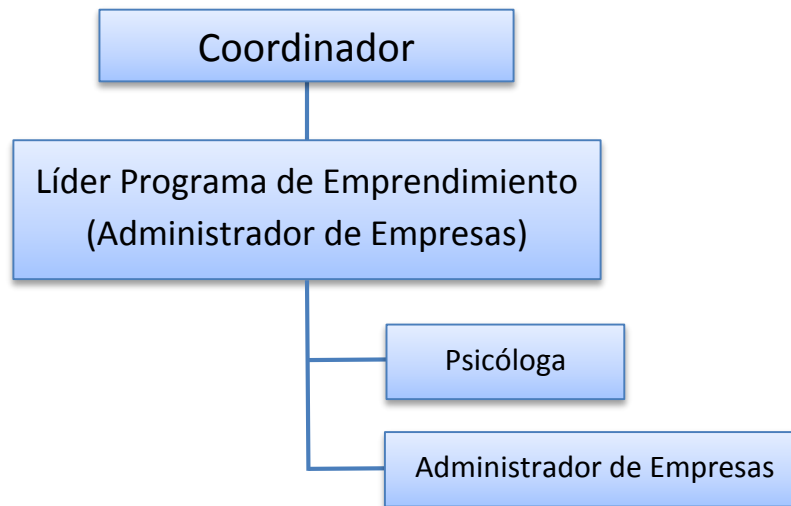 Coordinador
Líder Programa de Emprendimiento
(Administrador de Empresas)
Psicóloga
Administrador de Empresas